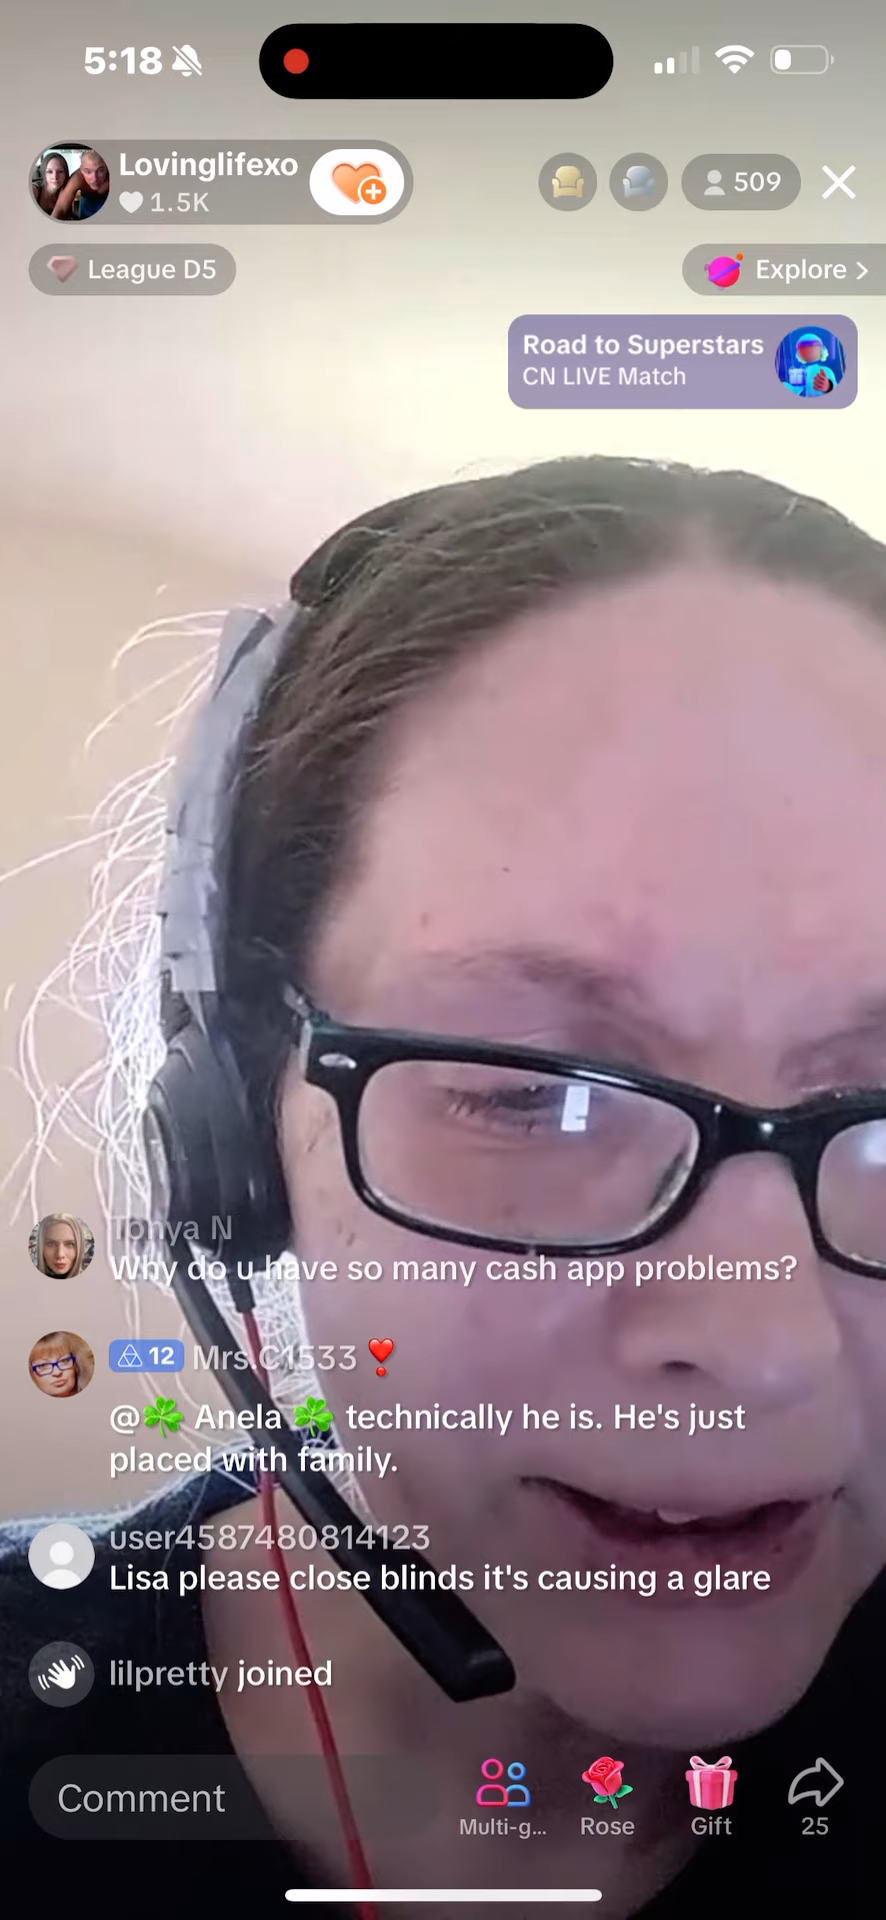 5:18
Lovinglifexo
1.5K
509
League D5
Explore >
Road to Superstars
CN LIVE Match
Tonya N
Why do u have so many cash app problems?
12 Mrs.C1533 ❣️
@☘️ Anela ☘️ technically he is. He's just
placed with family.
user4587480814123
Lisa please close blinds it's causing a glare
lilpretty joined
Comment
Multi-g...
Rose
Gift
25